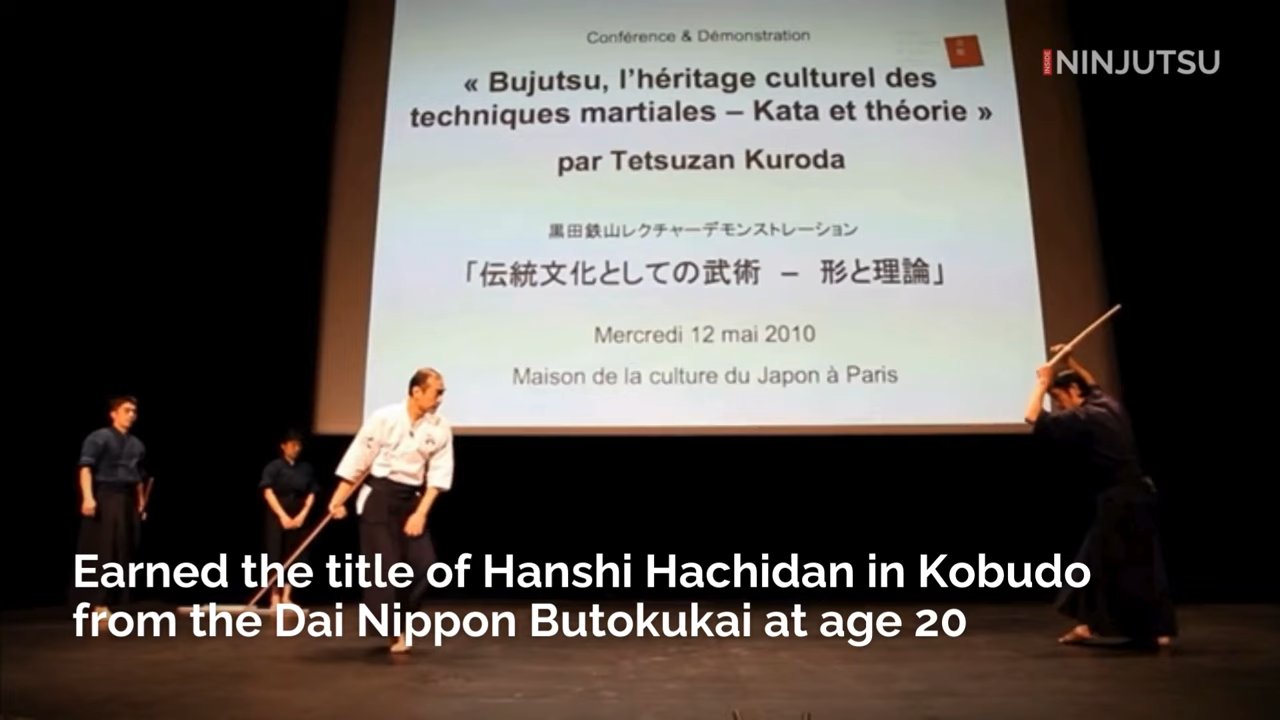 Conférence & Démonstration
INSIDE NINJUTSU
« Bujutsu, l'héritage culturel des
techniques martiales – Kata et théorie »
par Tetsuzan Kuroda
黒田鉄山レクチャーデモンストレーション
「伝統文化としての武術 – 形と理論」
Mercredi 12 mai 2010
Maison de la culture du Japon à Paris
Earned the title of Hanshi Hachidan in Kobudo
from the Dai Nippon Butokukai at age 20